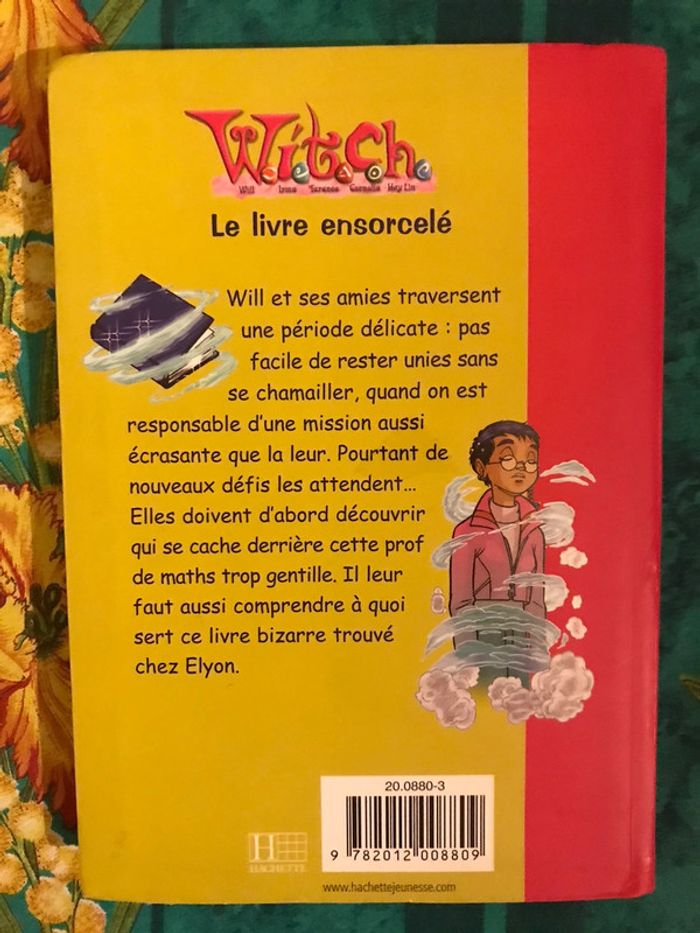 W.i.t.c.h.
Will Irma Taranee Cornelia Hay Lin
Le livre ensorcelé
Will et ses amies traversent
une période délicate : pas
facile de rester unies sans
se chamailler, quand on est
responsable d'une mission aussi
écrasante que la leur. Pourtant de
nouveaux défis les attendent...
Elles doivent d'abord découvrir
qui se cache derrière cette prof
de maths trop gentille. Il leur
faut aussi comprendre à quoi
sert ce livre bizarre trouvé
chez Elyon.
20.0880-3
9 782012 008809
H
HACHETTE
www.hachettejeunesse.com